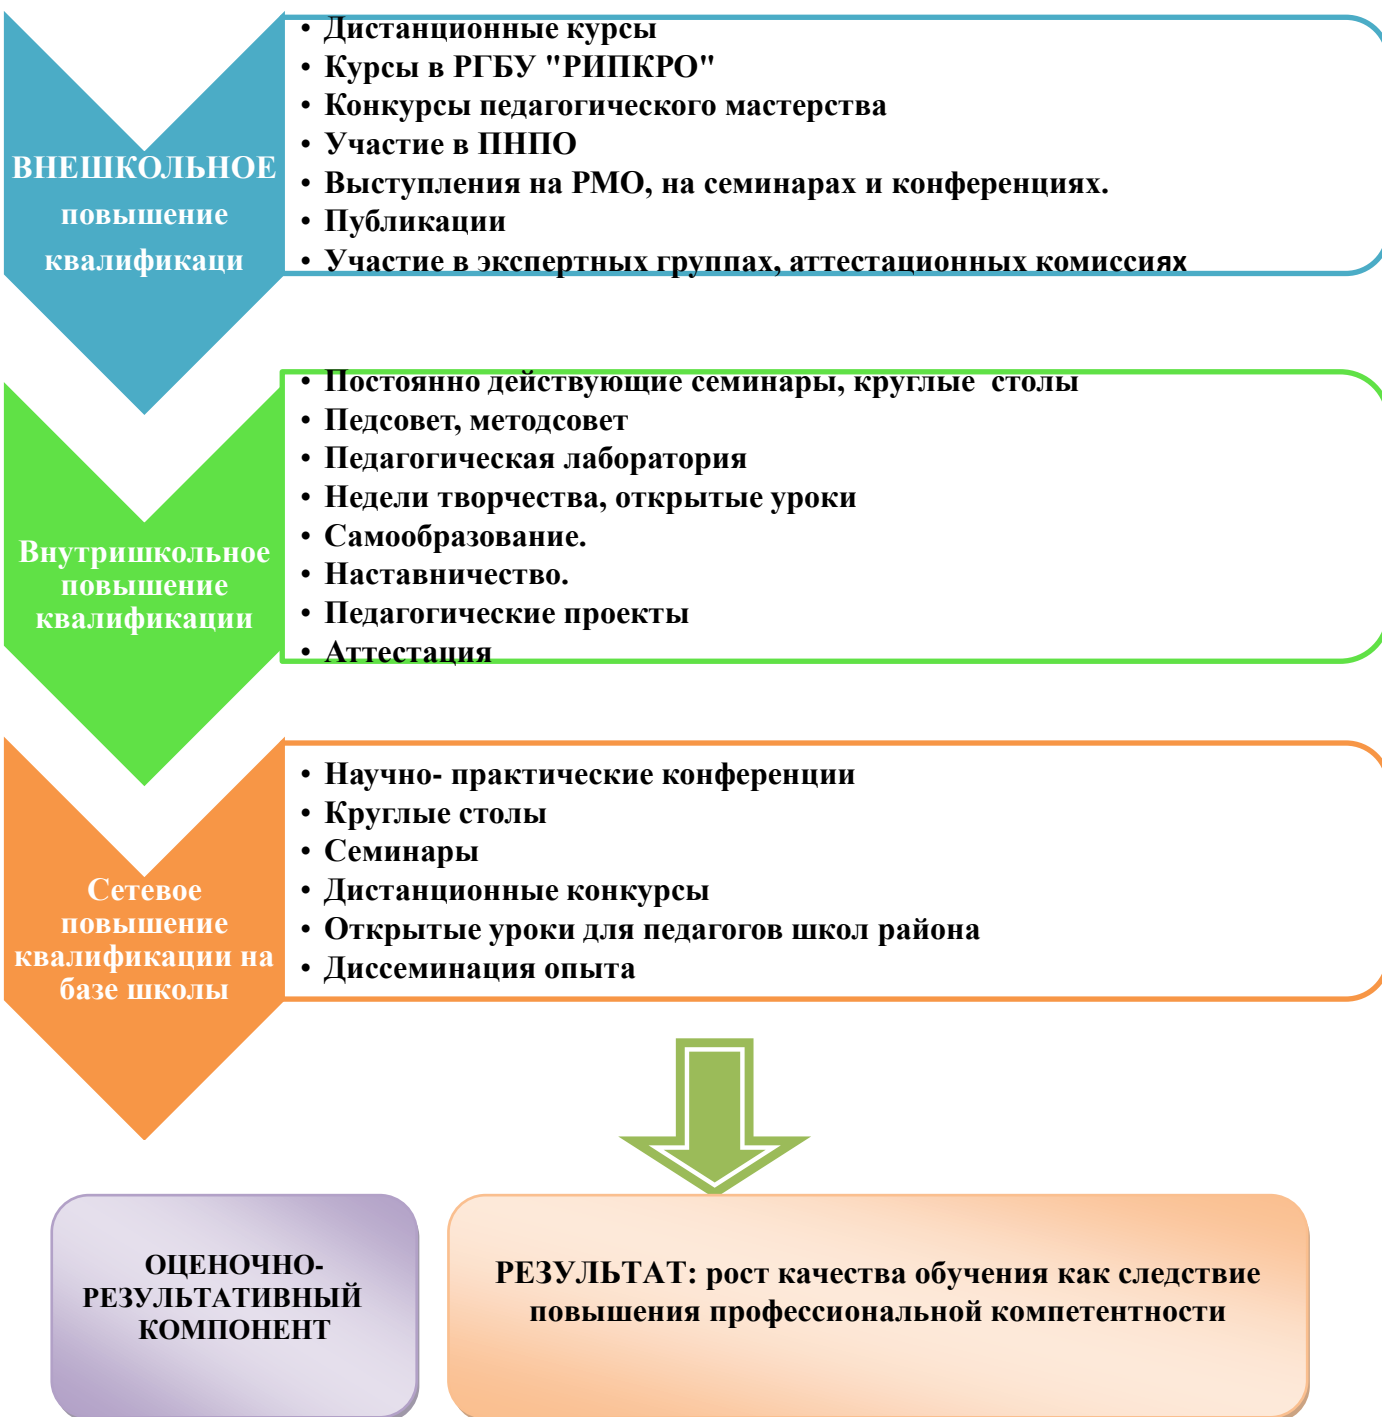 ВНЕШКОЛЬНОЕ
повышение
квалификаци
• Дистанционные курсы
• Курсы в РГБУ "РИПКРО"
• Конкурсы педагогического мастерства
• Участие в ПНПО
• Выступления на РМО, на семинарах и конференциях.
• Публикации
• Участие в экспертных группах, аттестационных комиссиях
Внутришкольное
повышение
квалификации
• Постоянно действующие семинары, круглые  столы
• Педсовет, методсовет
• Педагогическая лаборатория
• Недели творчества, открытые уроки
• Самообразование.
• Наставничество.
• Педагогические проекты
• Аттестация
Сетевое
повышение
квалификации на
базе школы
• Научно- практические конференции
• Круглые столы
• Семинары
• Дистанционные конкурсы
• Открытые уроки для педагогов школ района
• Диссеминация опыта
ОЦЕНОЧНО-
РЕЗУЛЬТАТИВНЫЙ
КОМПОНЕНТ
РЕЗУЛЬТАТ: рост качества обучения как следствие
повышения профессиональной компетентности